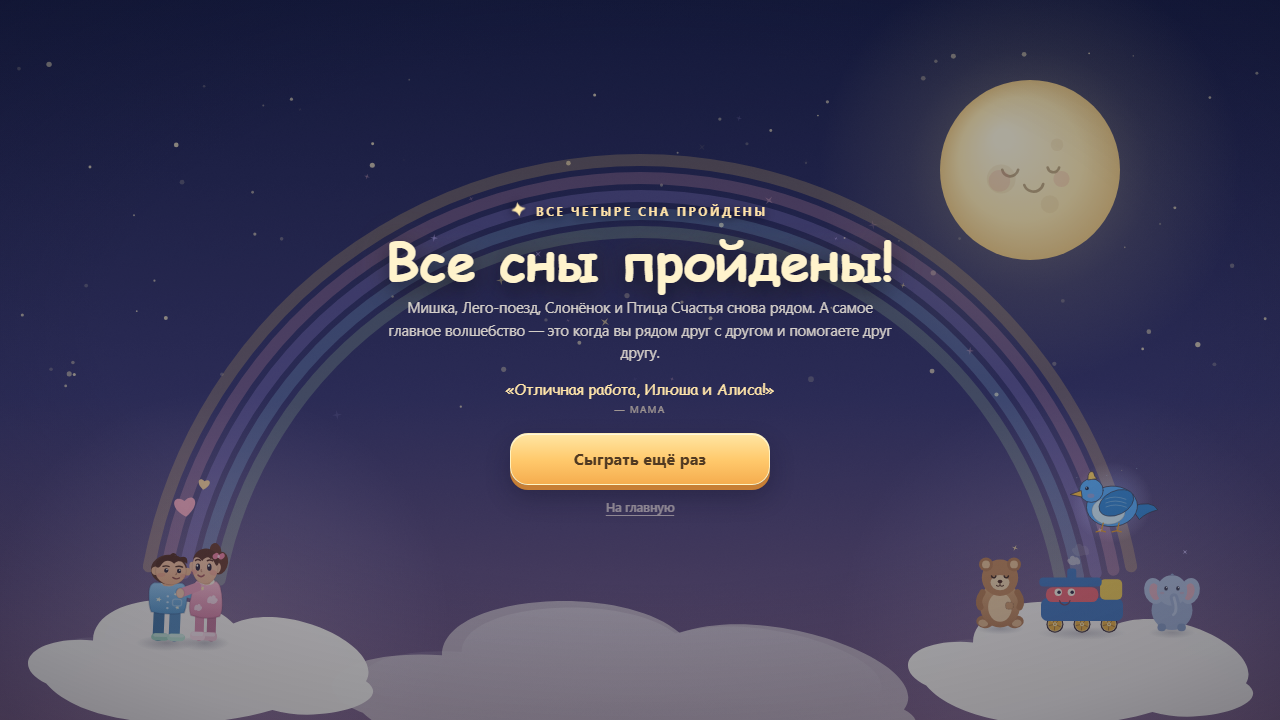 ВСЕ ЧЕТЫРЕ СНА ПРОЙДЕНЫ
Все сны пройдены!
Мишка, Лего-поезд, Слонёнок и Птица Счастья снова рядом. А самое
главное волшебство — это когда вы рядом друг с другом и помогаете друг
другу.
«Отличная работа, Илюша и Алиса!»
— МАМА
Сыграть ещё раз
На главную